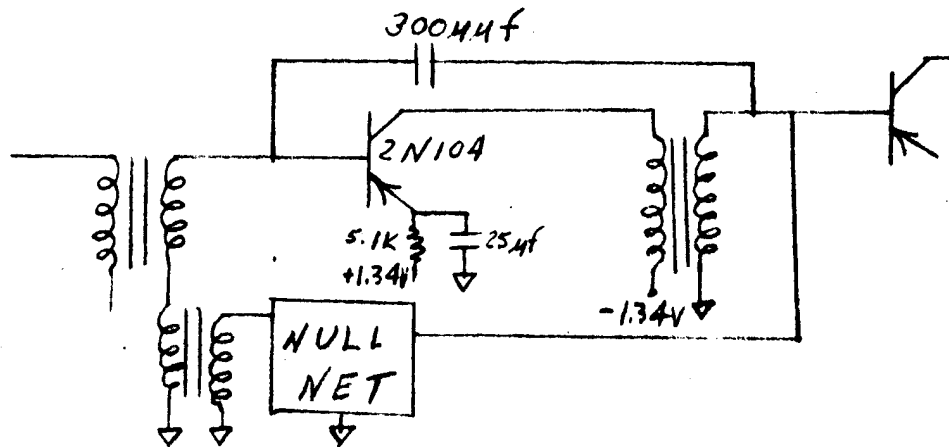 300µµf
2N104
5.1K
25µf
+1.34V
-1.34V
NULL
NET